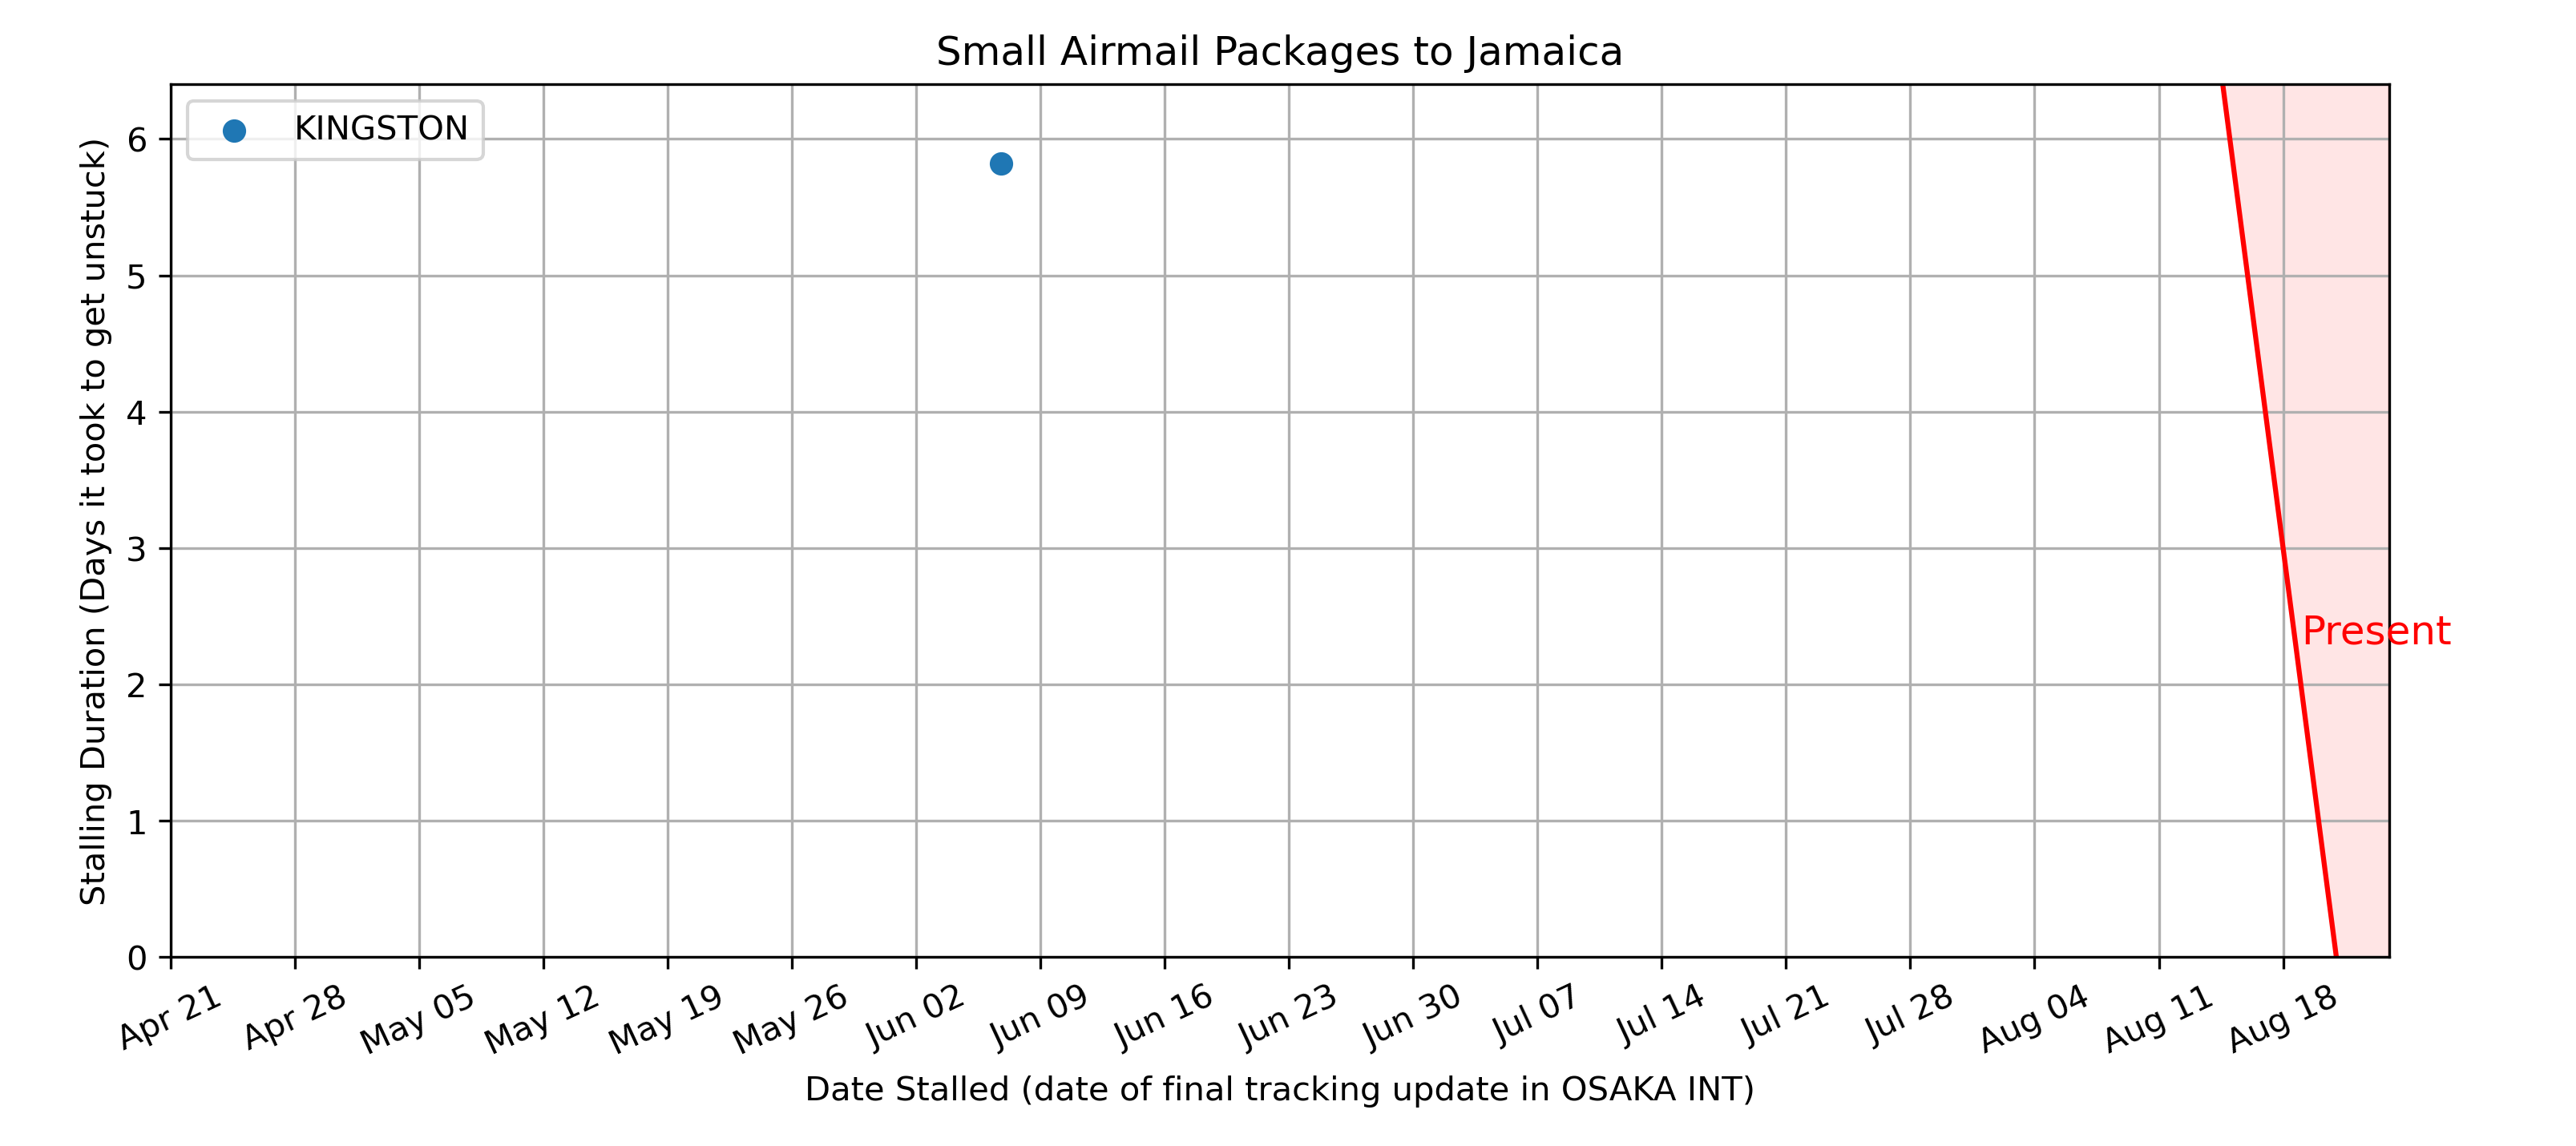 Small Airmail Packages to Jamaica
KINGSTON
Stalling Duration (Days it took to get unstuck)
6
5
4
3
2
1
0
Present
Apr 21 Apr 28 May 05 May 12 May 19 May 26 Jun 02 Jun 09 Jun 16 Jun 23 Jun 30 Jul 07 Jul 14 Jul 21 Jul 28 Aug 04 Aug 11 Aug 18
Date Stalled (date of final tracking update in OSAKA INT)